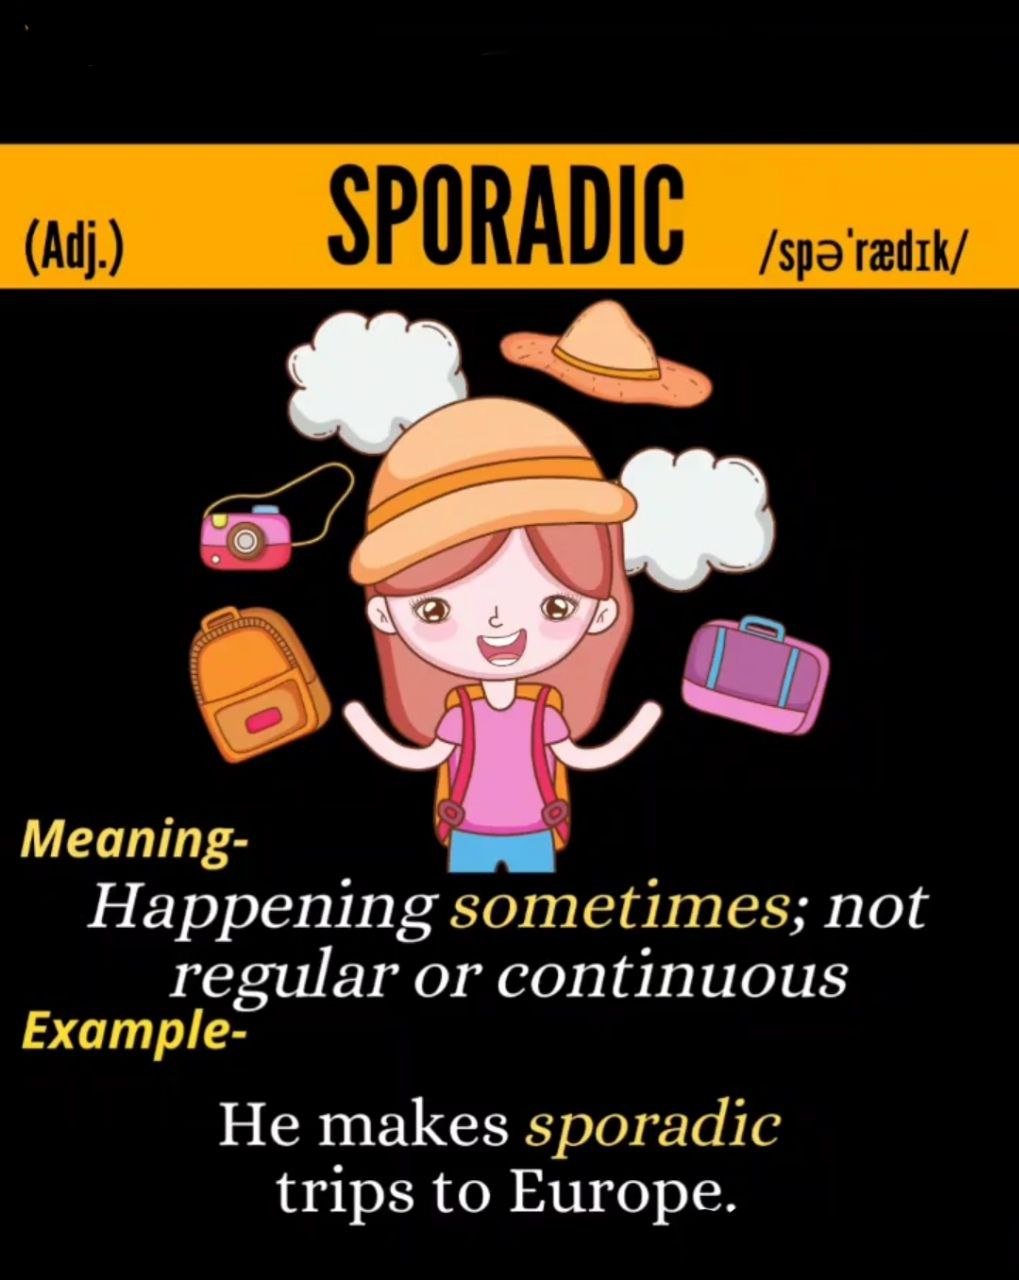 (Adj.) SPORADIC /spəˈrædɪk/
Meaning-
Happening sometimes; not
regular or continuous
Example-
He makes sporadic
trips to Europe.